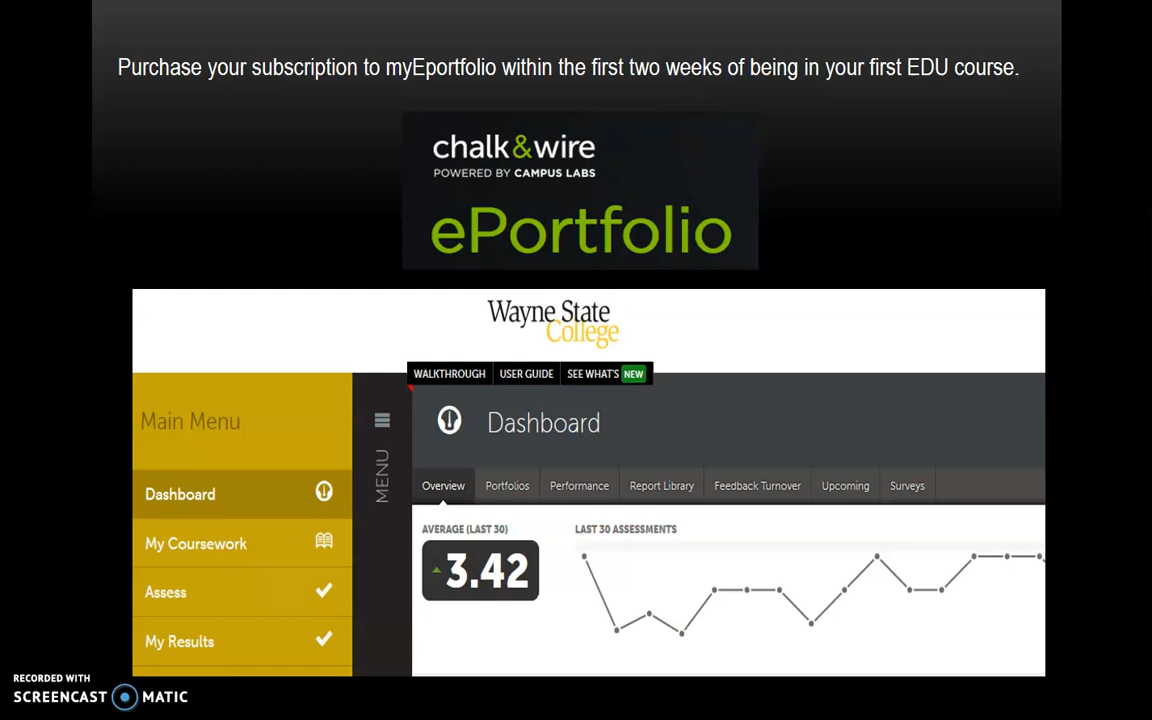 Purchase your subscription to myEportfolio within the first two weeks of being in your first EDU course.
chalk&wire
POWERED BY CAMPUS LABS
ePortfolio
Wayne State
College
WALKTHROUGH USER GUIDE SEE WHAT'S NEW
Main Menu
Dashboard
MENU
Dashboard
Overview Portfolios Performance Report Library Feedback Turnover Upcoming Surveys
My Coursework
Assess
My Results
AVERAGE (LAST 30) LAST 30 ASSESSMENTS
3.42
RECORDED WITH
SCREENCAST MATIC